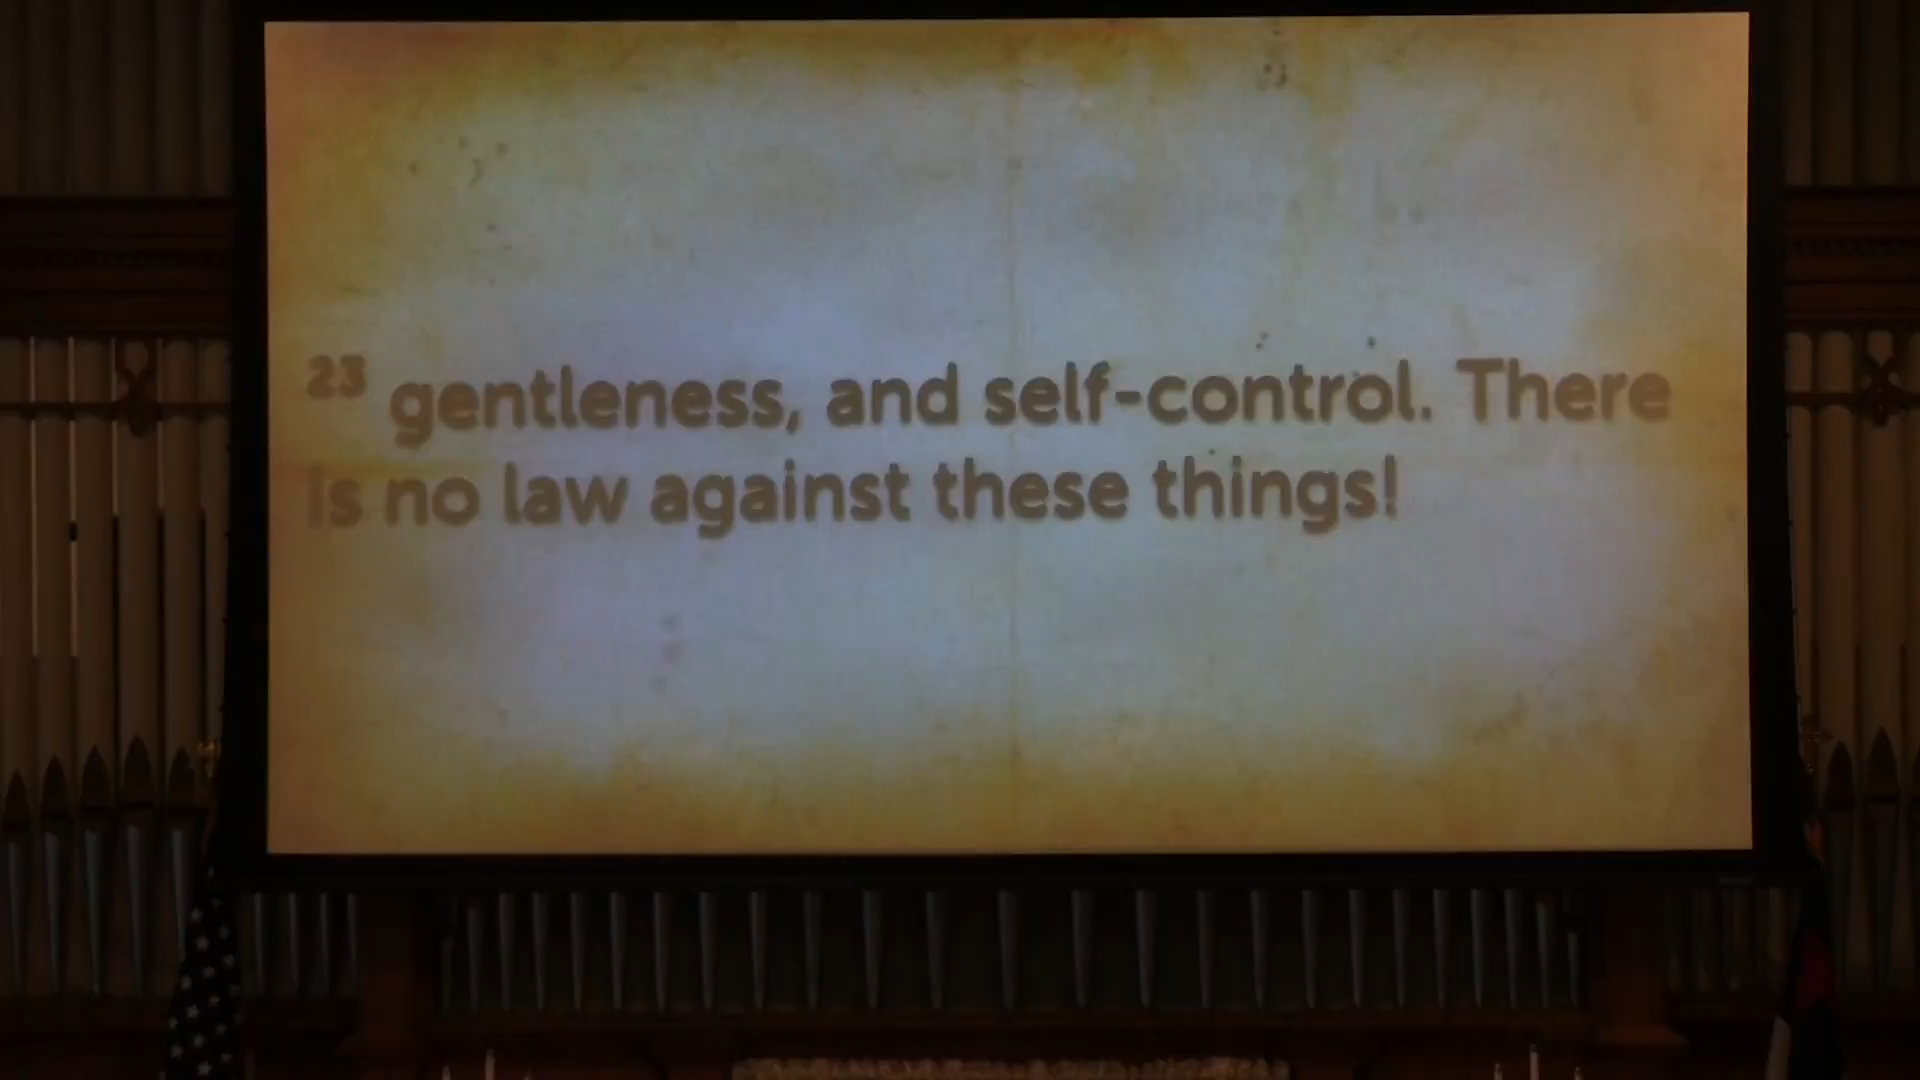 23 gentleness, and self-control. There
is no law against these things!